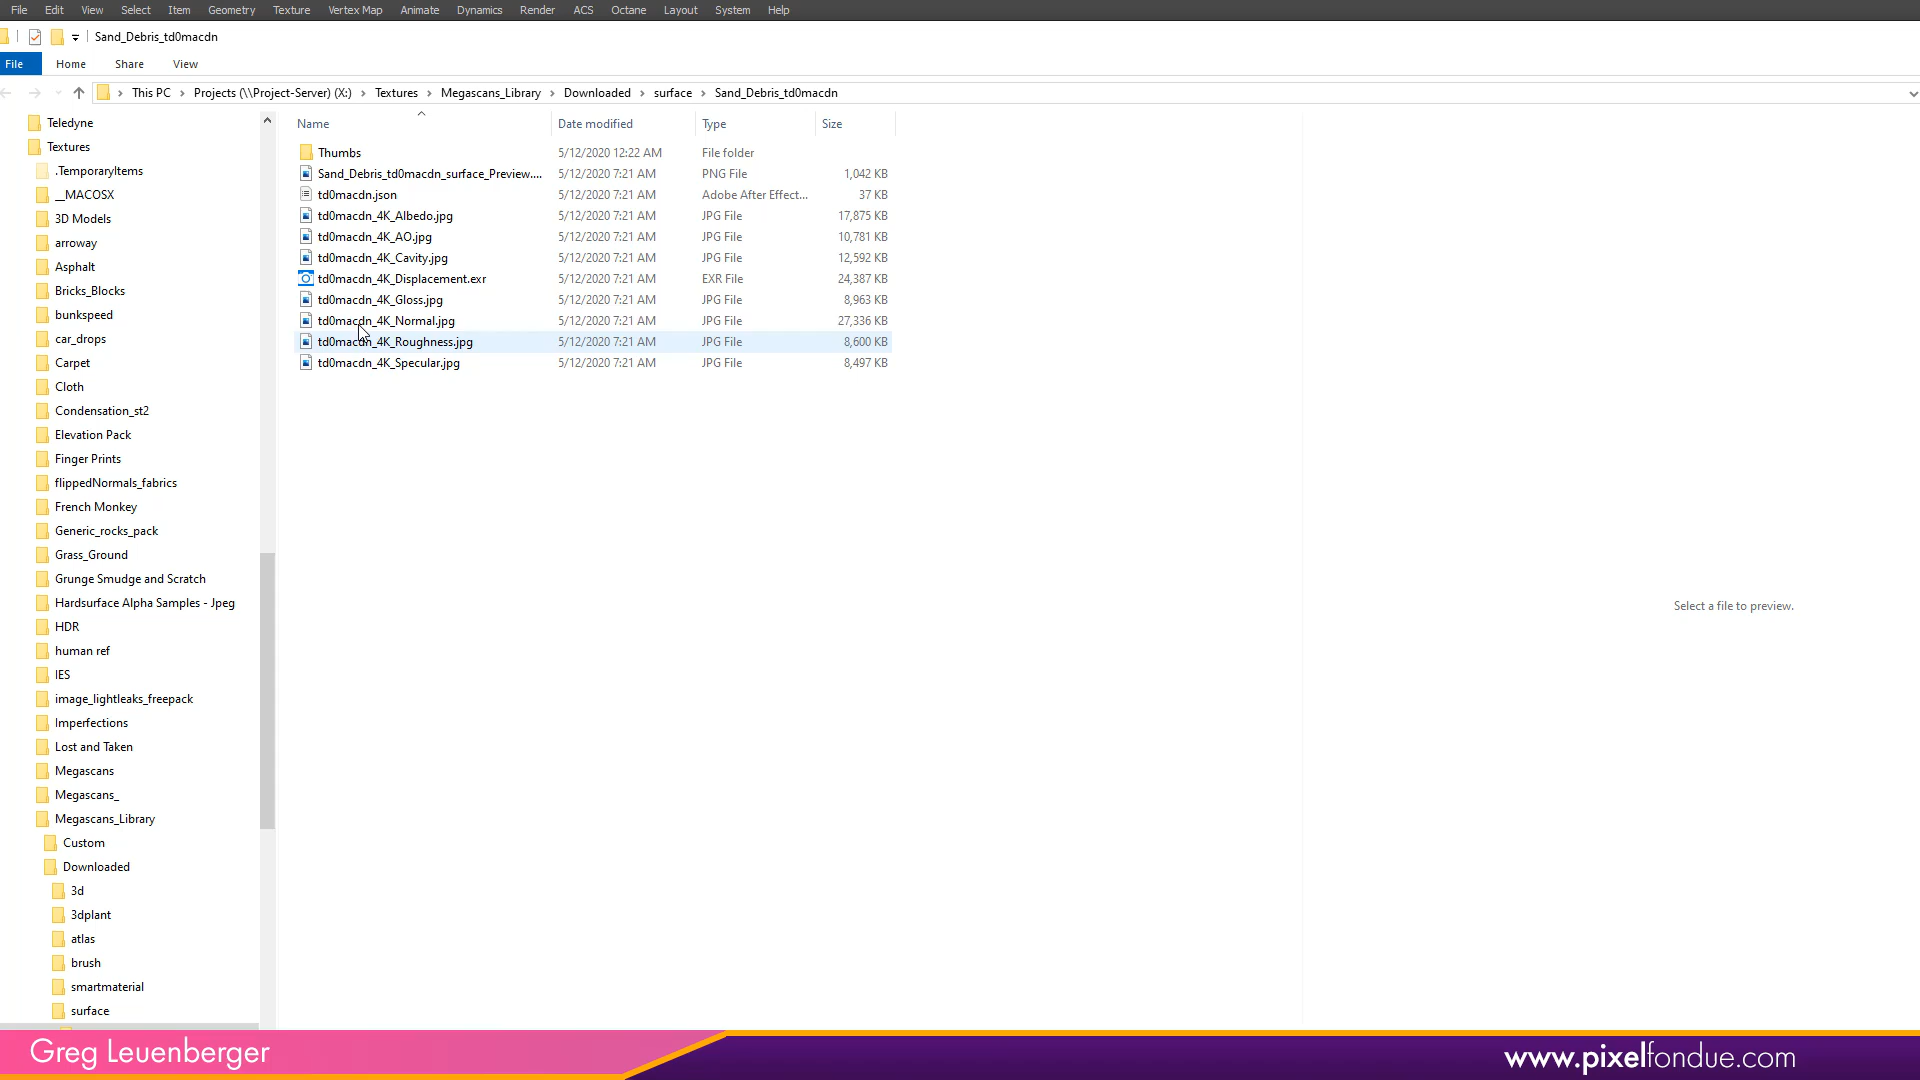 File Edit View Select Item Geometry Texture Vertex Map Animate Dynamics Render ACS Octane Layout System Help
Sand_Debris_td0macdn
File Home Share View
This PC Projects (\\Project-Server) (X:) Textures Megascans_Library Downloaded surface Sand_Debris_td0macdn
Name Date modified Type Size
Thumbs 5/12/2020 12:22 AM File folder
Sand_Debris_td0macdn_surface_Preview.... 5/12/2020 7:21 AM PNG File 1,042 KB
td0macdn.json 5/12/2020 7:21 AM Adobe After Effect... 37 KB
td0macdn_4K_Albedo.jpg 5/12/2020 7:21 AM JPG File 17,875 KB
td0macdn_4K_AO.jpg 5/12/2020 7:21 AM JPG File 10,781 KB
td0macdn_4K_Cavity.jpg 5/12/2020 7:21 AM JPG File 12,592 KB
td0macdn_4K_Displacement.exr 5/12/2020 7:21 AM EXR File 24,387 KB
td0macdn_4K_Gloss.jpg 5/12/2020 7:21 AM JPG File 8,963 KB
td0macdn_4K_Normal.jpg 5/12/2020 7:21 AM JPG File 27,336 KB
td0macdn_4K_Roughness.jpg 5/12/2020 7:21 AM JPG File 8,600 KB
td0macdn_4K_Specular.jpg 5/12/2020 7:21 AM JPG File 8,497 KB
Teledyne
Textures
.TemporaryItems
__MACOSX
3D Models
arroway
Asphalt
Bricks_Blocks
bunkspeed
car_drops
Carpet
Cloth
Condensation_st2
Elevation Pack
Finger Prints
flippedNormals_fabrics
French Monkey
Generic_rocks_pack
Grass_Ground
Grunge Smudge and Scratch
Hardsurface Alpha Samples - Jpeg
HDR
human ref
IES
image_lightleaks_freepack
Imperfections
Lost and Taken
Megascans
Megascans_
Megascans_Library
Custom
Downloaded
3d
3dplant
atlas
brush
smartmaterial
surface
Select a file to preview.
Greg Leuenberger
www.pixelfondue.com